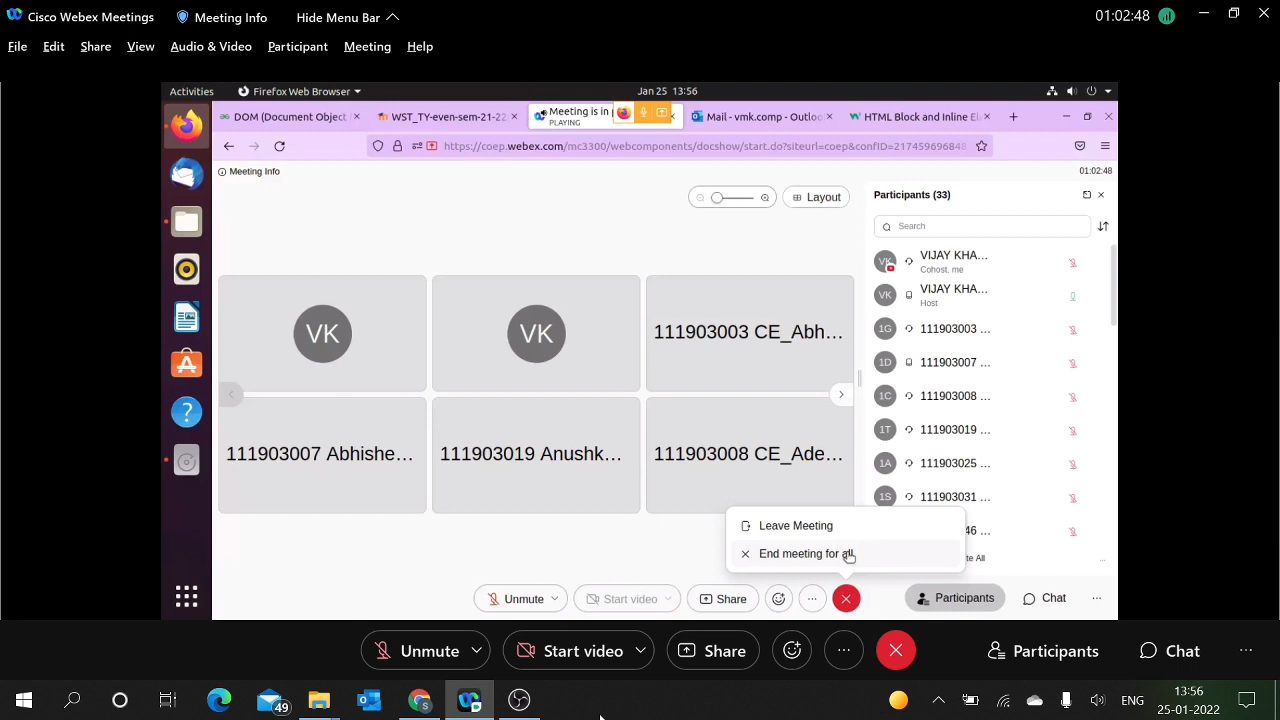 Cisco Webex Meetings Meeting Info Hide Menu Bar 01:02:48
File Edit Share View Audio & Video Participant Meeting Help
Activities Firefox Web Browser Jan 25 13:56
DOM (Document Object WST_TY-even-sem-21-22 Meeting is in Mail - vmk.comp - Outlo HTML Block and Inline El
PLAYING
https://coep.webex.com/mc3300/webcomponents/docshow/start.do?siteurl=coep&confID=217459696848
Meeting Info 01:02:48
Layout
Participants (33)
Search
VK VIJAY KHA...
Cohost, me
VK VIJAY KHA...
Host
1G 111903003 ...
1D 111903007 ...
1C 111903008 ...
1T 111903019 ...
1A 111903025 ...
1S 111903031 ...
46 ...
te All ...
VK VK 111903003 CE_Abh...
111903007 Abhishe... 111903019 Anushk... 111903008 CE_Ade...
Leave Meeting
End meeting for all
Unmute Start video Share Participants Chat
Unmute Start video Share Participants Chat
49 S ENG 13:56
25-01-2022